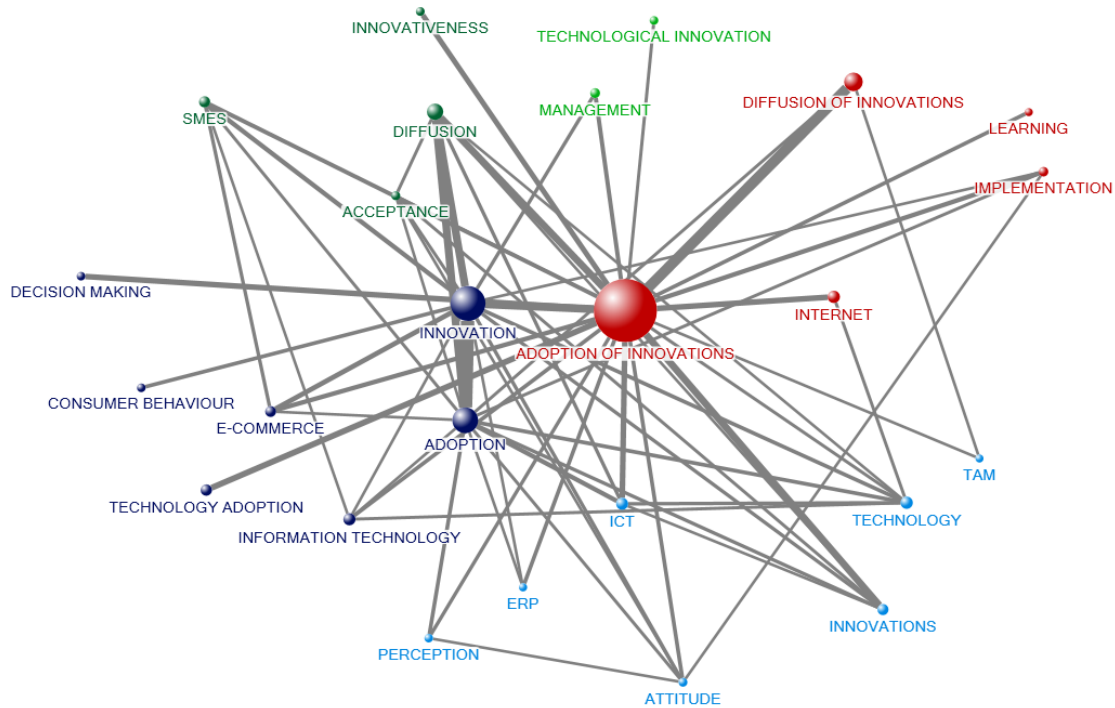 INNOVATIVENESS
TECHNOLOGICAL INNOVATION
DIFFUSION OF INNOVATIONS
MANAGEMENT
SMES
DIFFUSION
LEARNING
IMPLEMENTATION
ACCEPTANCE
DECISION MAKING
INTERNET
INNOVATION
ADOPTION OF INNOVATIONS
CONSUMER BEHAVIOUR
E-COMMERCE
ADOPTION
TAM
TECHNOLOGY ADOPTION
ICT
TECHNOLOGY
INFORMATION TECHNOLOGY
ERP
INNOVATIONS
PERCEPTION
ATTITUDE